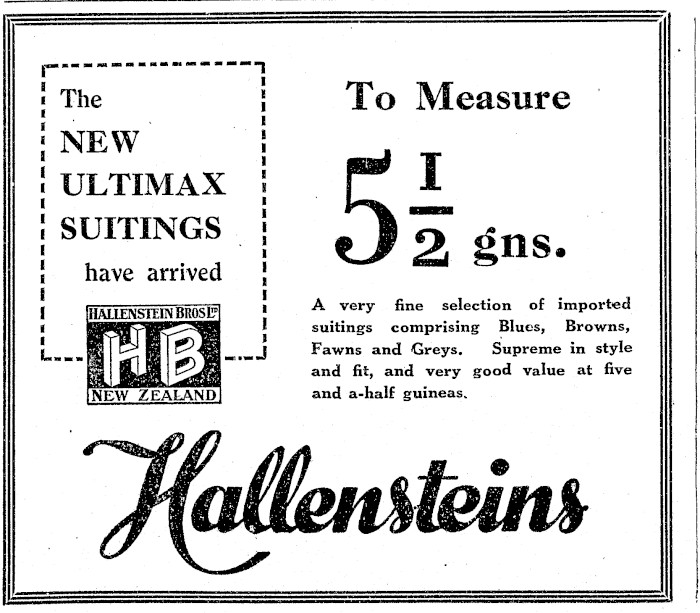 The
NEW
ULTIMAX
SUITINGS
have arrived
HALLENSTEIN BROS LTD
HB
NEW ZEALAND
To Measure
5 1/2 gns.
A very fine selection of imported
suitings comprising Blues, Browns,
Fawns and Greys. Supreme in style
and fit, and very good value at five
and a-half guineas.
Hallensteins